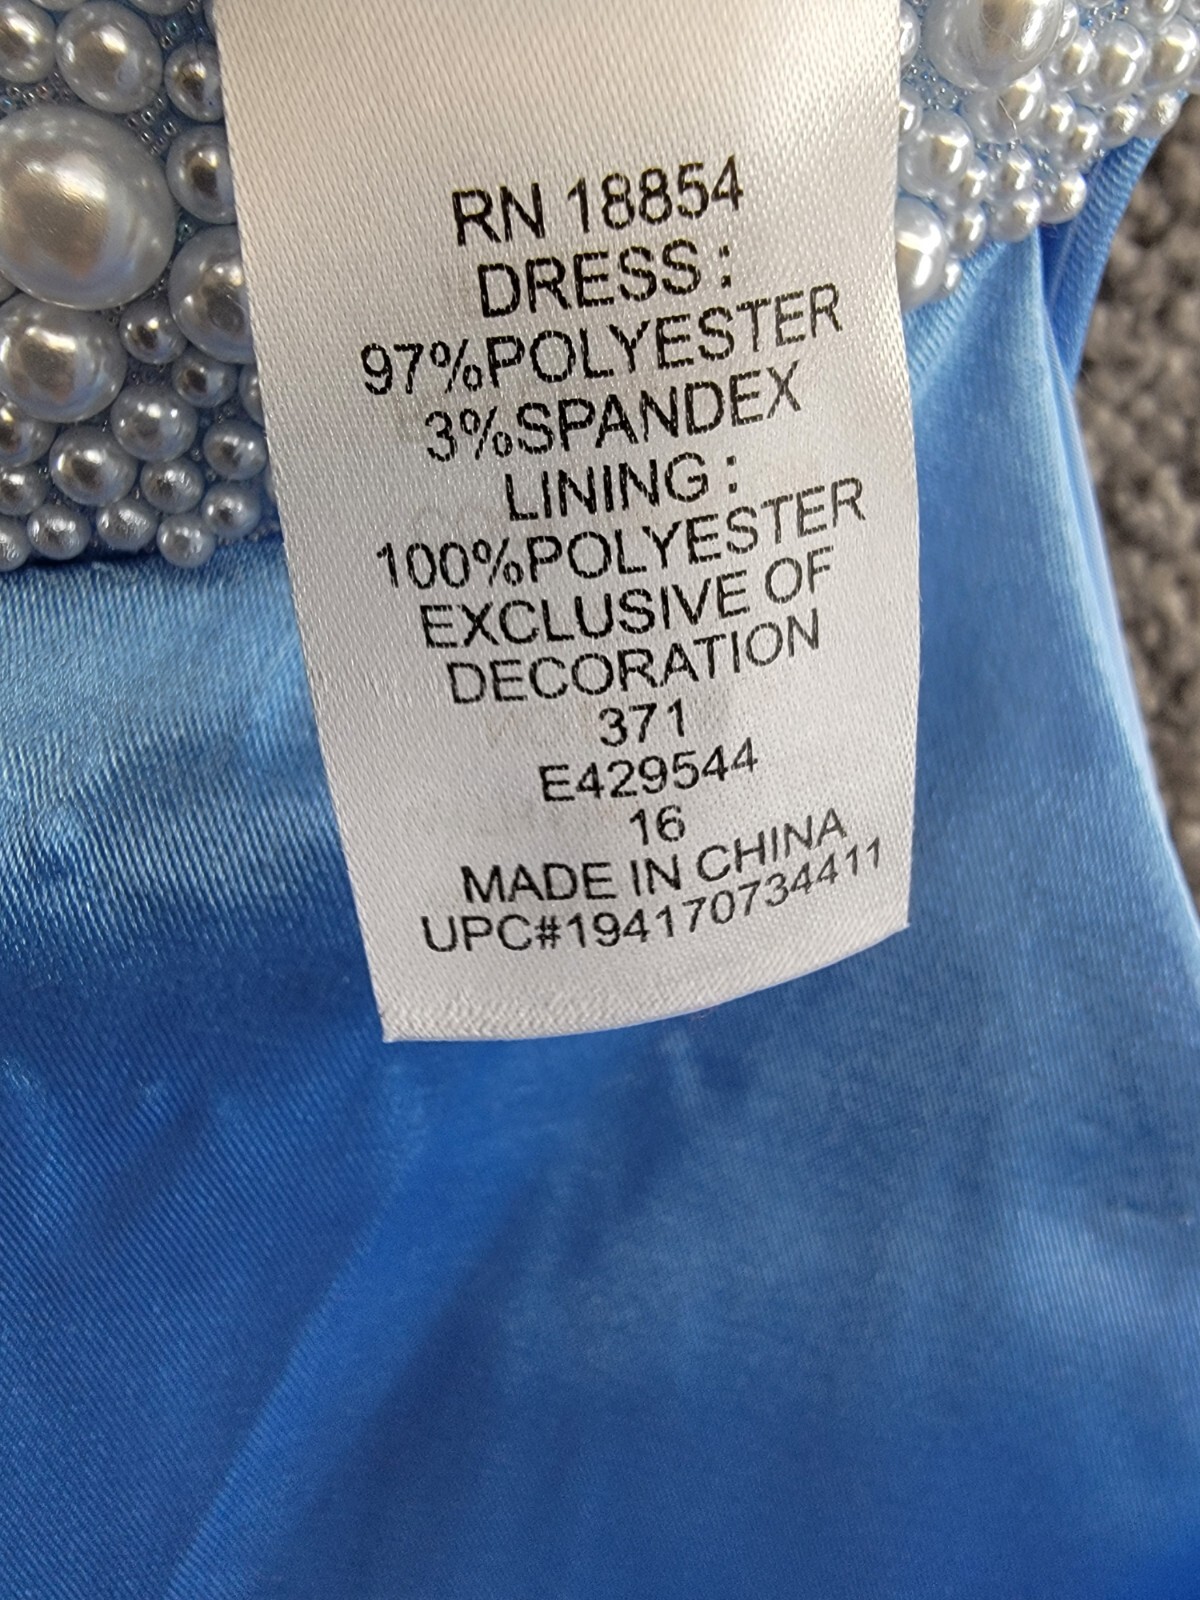 RN 18854
DRESS :
97%POLYESTER
3%SPANDEX
LINING :
100%POLYESTER
EXCLUSIVE OF
DECORATION
371
E429544
16
MADE IN CHINA
UPC#194170734411